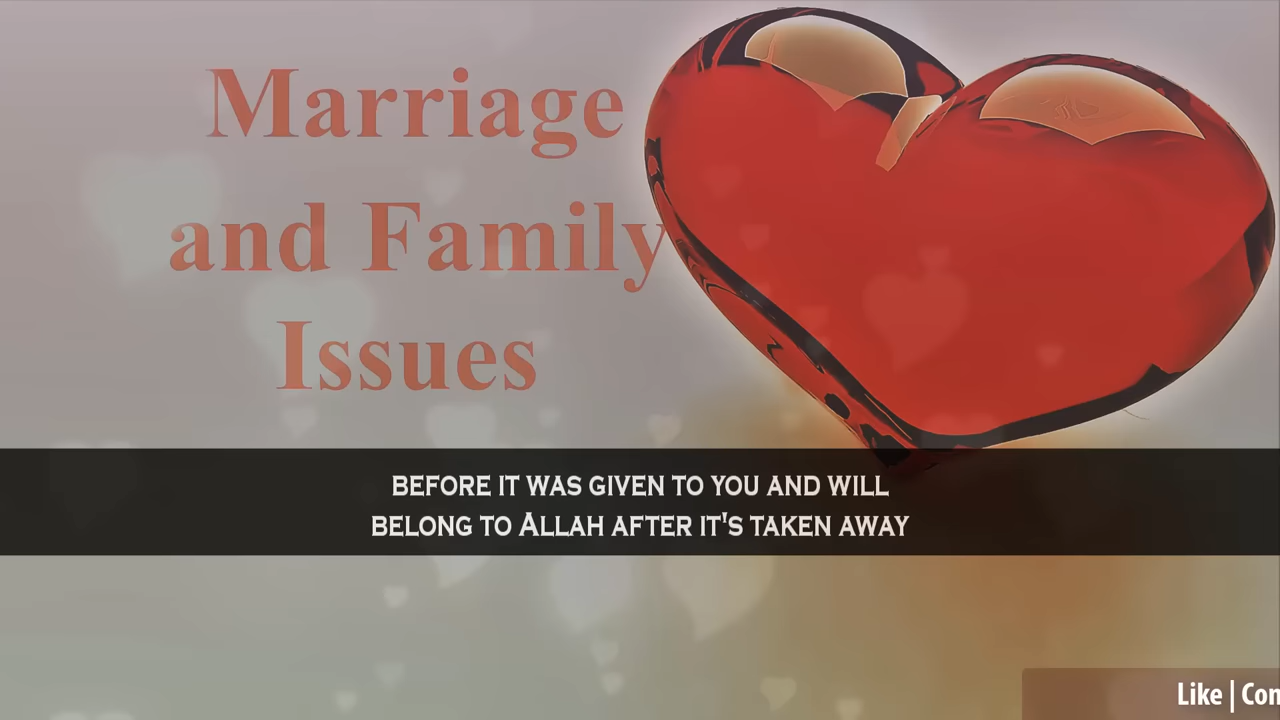 Marriage
and Family
Issues
BEFORE IT WAS GIVEN TO YOU AND WILL
BELONG TO ALLAH AFTER IT'S TAKEN AWAY
Like |